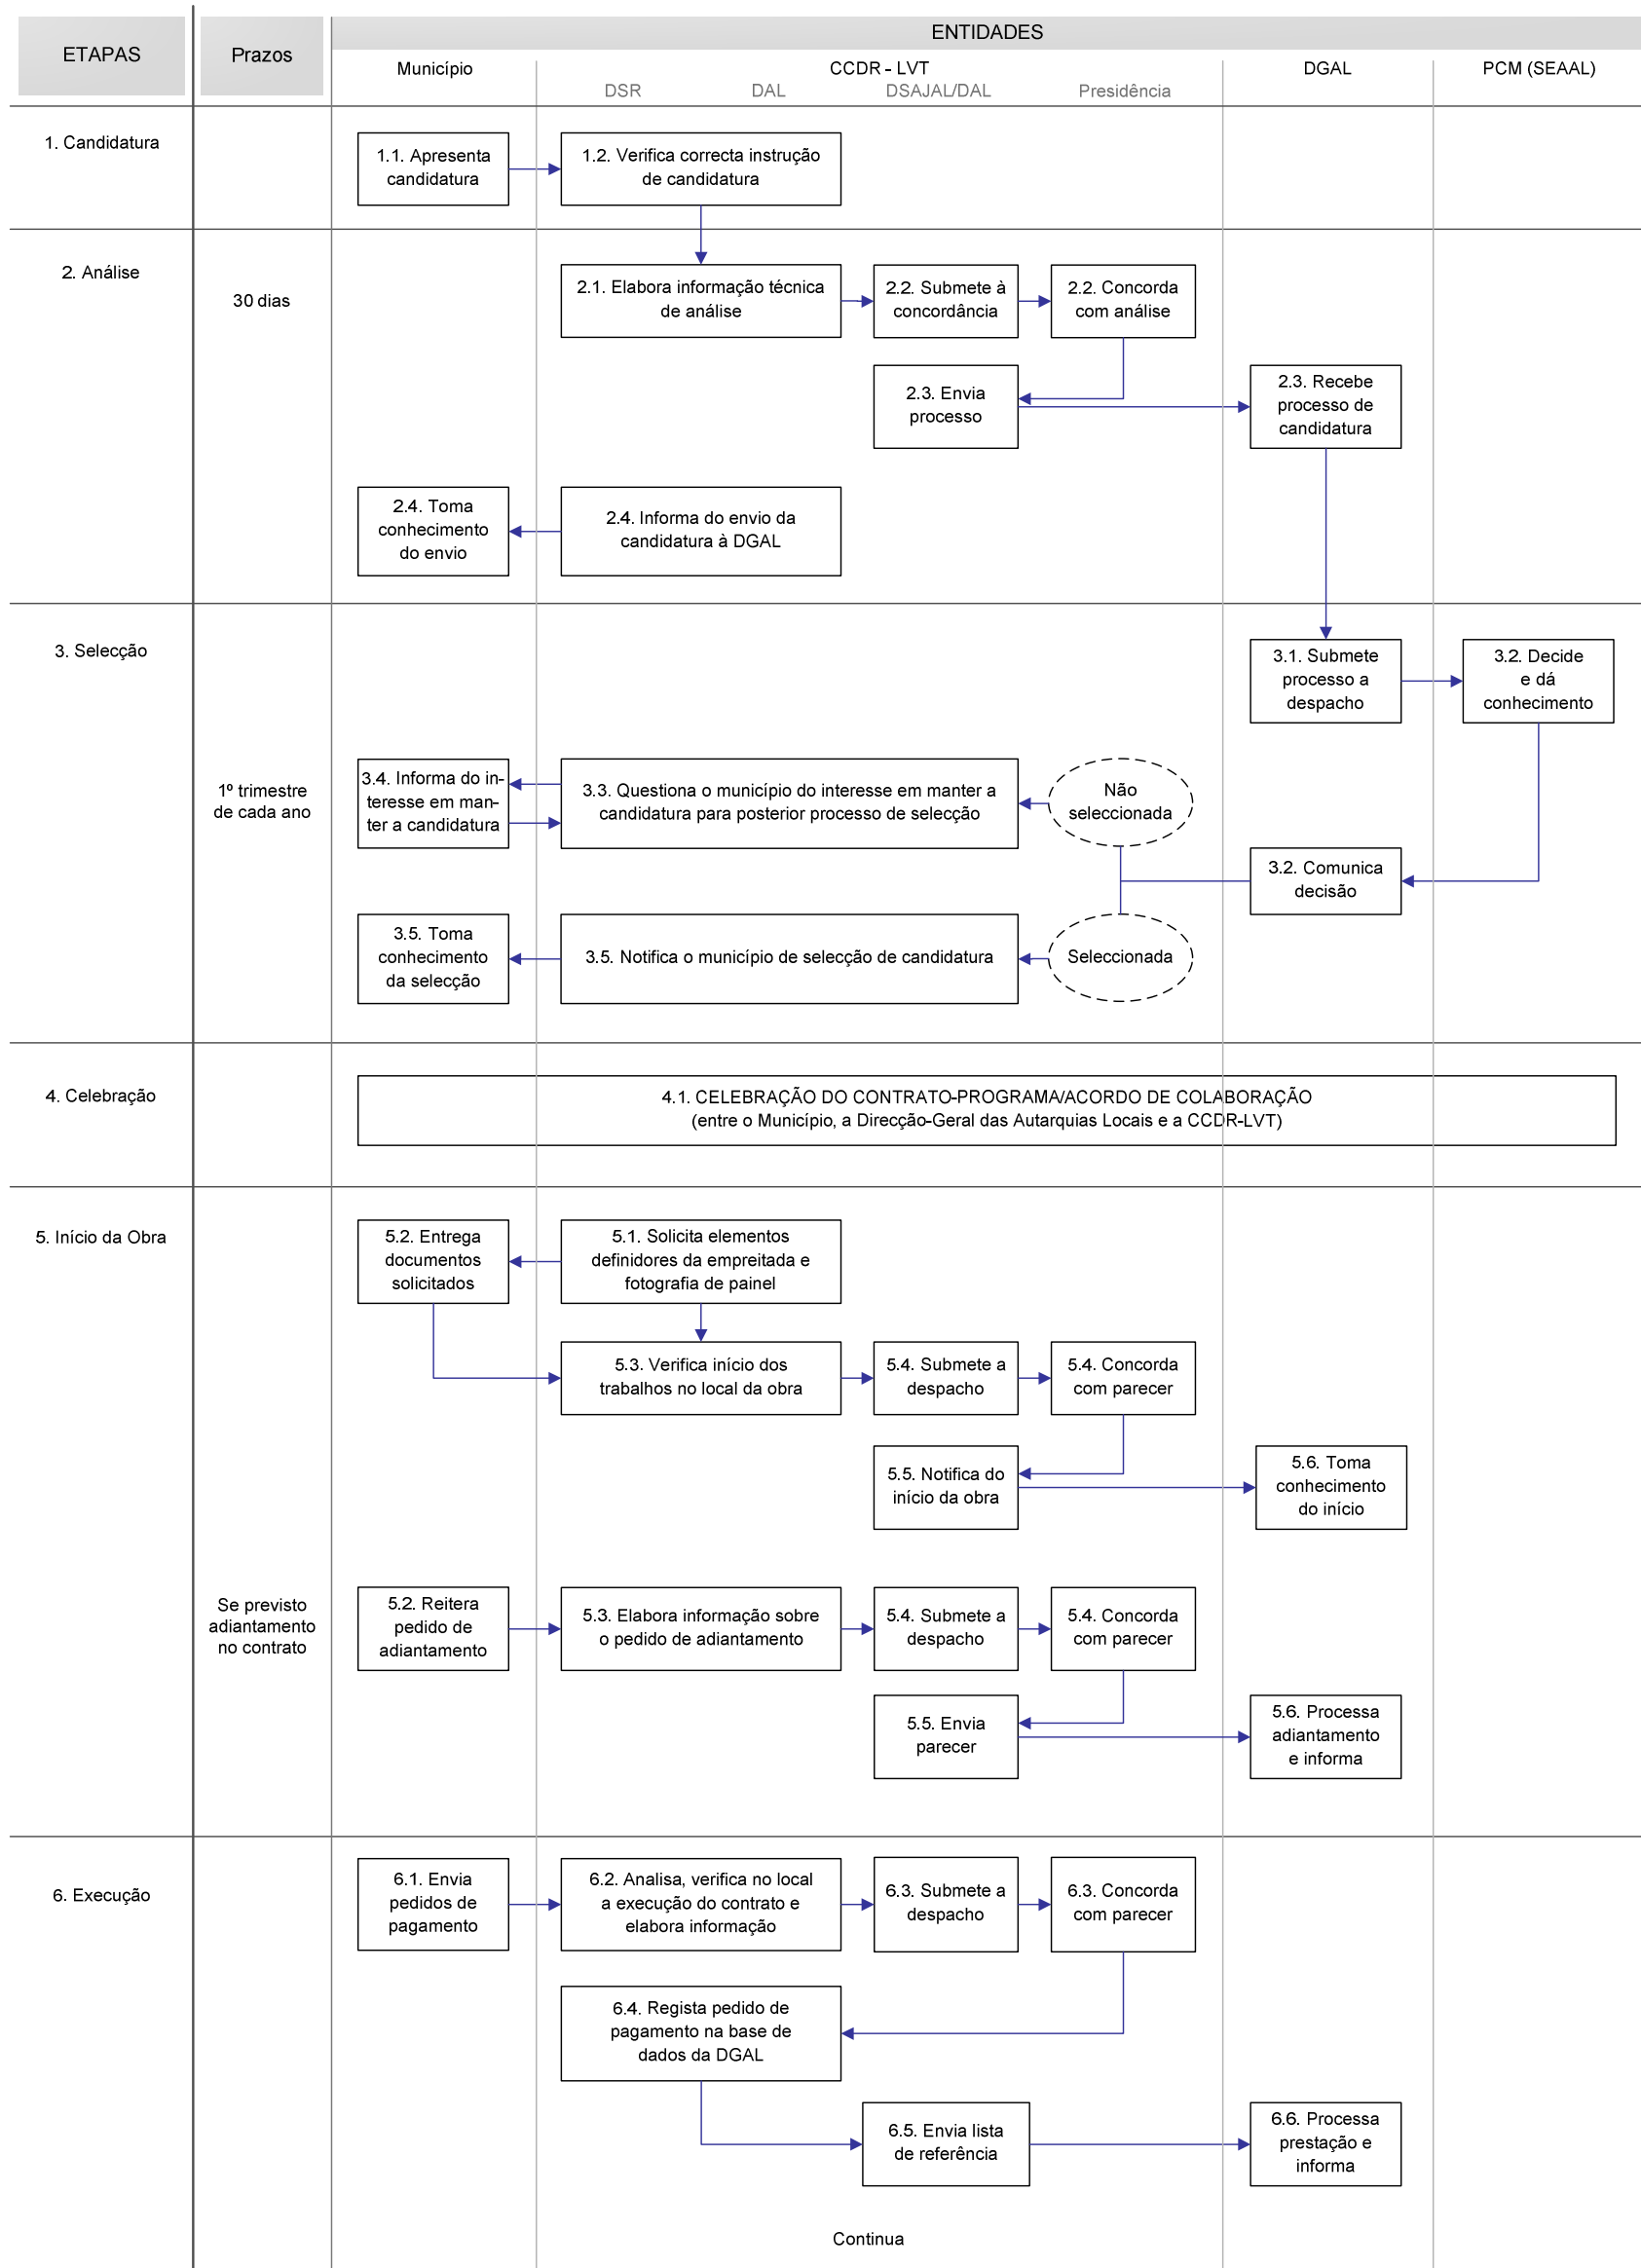 ETAPAS
Prazos
ENTIDADES
Município
CCDR - LVT
DGAL
PCM (SEAAL)
DSR
DAL
DSAJAL/DAL
Presidência
1. Candidatura
1.1. Apresenta
candidatura
1.2. Verifica correcta instrução
de candidatura
2. Análise
30 dias
2.1. Elabora informação técnica
de análise
2.2. Submete à
concordância
2.2. Concorda
com análise
2.3. Envia
processo
2.3. Recebe
processo de
candidatura
2.4. Toma
conhecimento
do envio
2.4. Informa do envio da
candidatura à DGAL
3. Selecção
1º trimestre
de cada ano
3.1. Submete
processo a
despacho
3.2. Decide
e dá
conhecimento
3.4. Informa do in-
teresse em man-
ter a candidatura
3.3. Questiona o município do interesse em manter a
candidatura para posterior processo de selecção
Não
seleccionada
3.2. Comunica
decisão
3.5. Toma
conhecimento
da selecção
3.5. Notifica o município de selecção de candidatura
Seleccionada
4. Celebração
4.1. CELEBRAÇÃO DO CONTRATO-PROGRAMA/ACORDO DE COLABORAÇÃO
(entre o Município, a Direcção-Geral das Autarquias Locais e a CCDR-LVT)
5. Início da Obra
5.2. Entrega
documentos
solicitados
5.1. Solicita elementos
definidores da empreitada e
fotografia de painel
5.3. Verifica início dos
trabalhos no local da obra
5.4. Submete a
despacho
5.4. Concorda
com parecer
5.5. Notifica do
início da obra
5.6. Toma
conhecimento
do início
Se previsto
adiantamento
no contrato
5.2. Reitera
pedido de
adiantamento
5.3. Elabora informação sobre
o pedido de adiantamento
5.4. Submete a
despacho
5.4. Concorda
com parecer
5.5. Envia
parecer
5.6. Processa
adiantamento
e informa
6. Execução
6.1. Envia
pedidos de
pagamento
6.2. Analisa, verifica no local
a execução do contrato e
elabora informação
6.3. Submete a
despacho
6.3. Concorda
com parecer
6.4. Regista pedido de
pagamento na base de
dados da DGAL
6.5. Envia lista
de referência
6.6. Processa
prestação e
informa
Continua